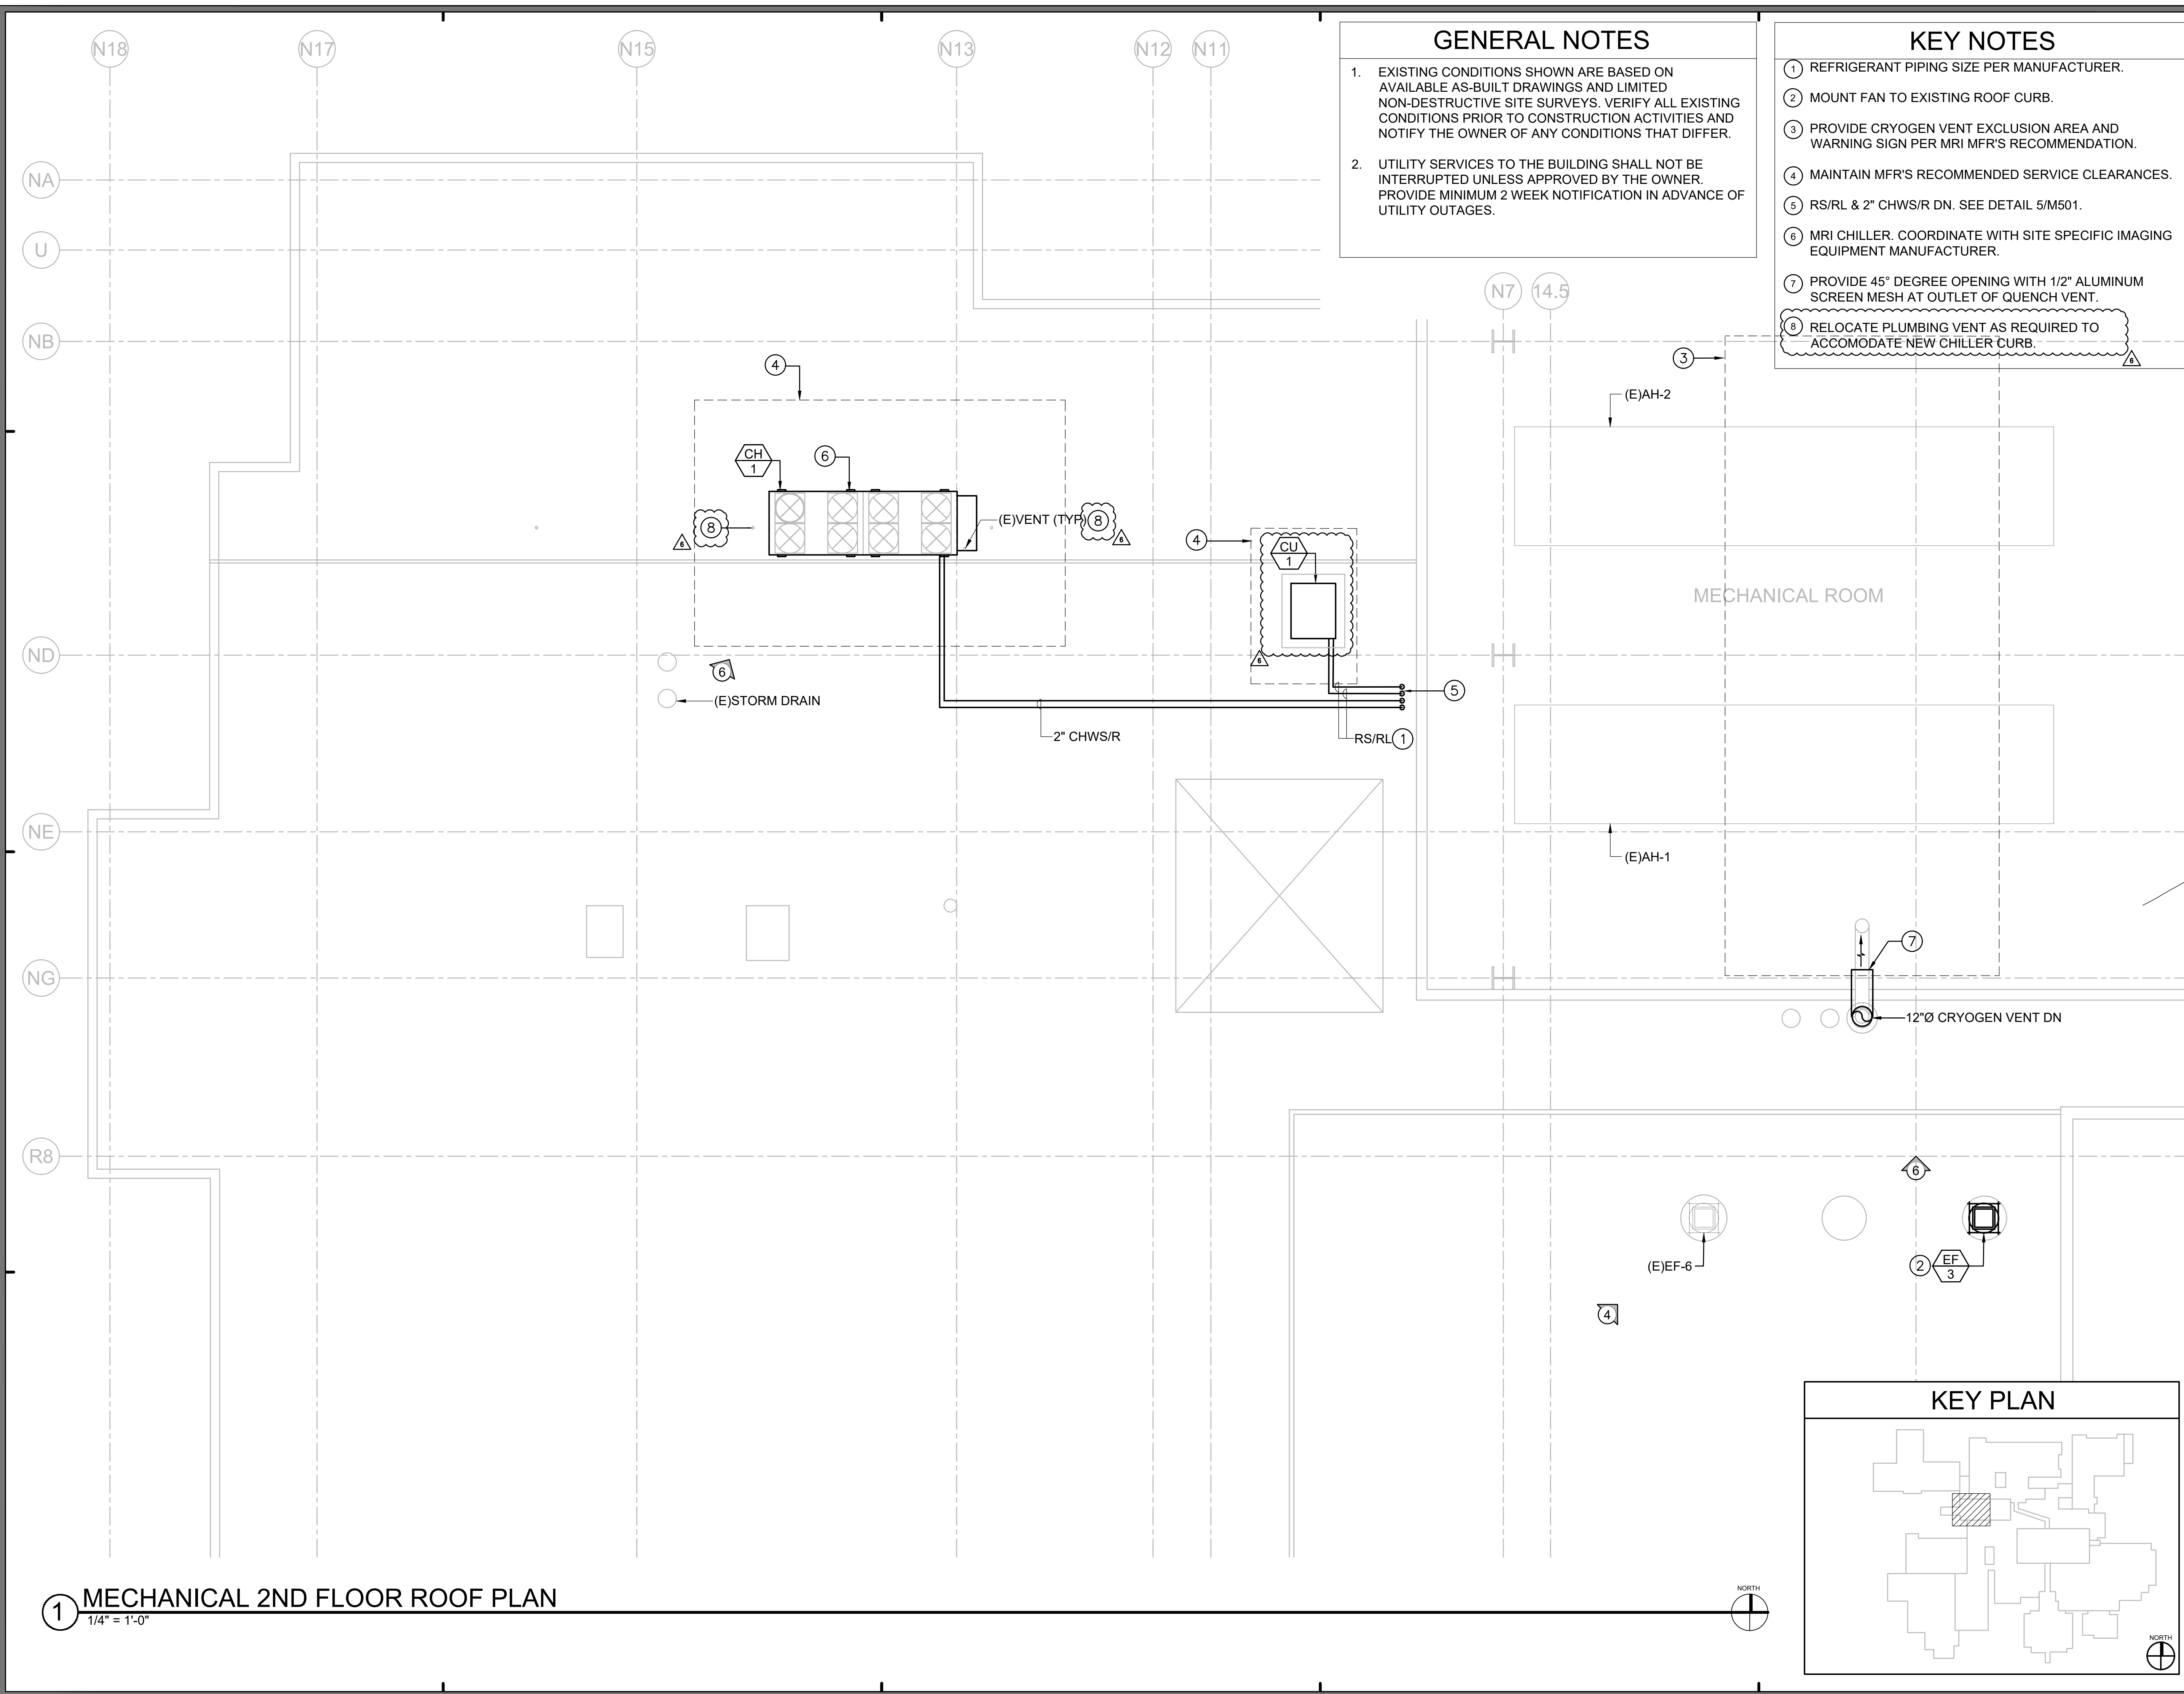 N18
N17
N15
N13
N12
N11
GENERAL NOTES
1. EXISTING CONDITIONS SHOWN ARE BASED ON
AVAILABLE AS-BUILT DRAWINGS AND LIMITED
NON-DESTRUCTIVE SITE SURVEYS. VERIFY ALL EXISTING
CONDITIONS PRIOR TO CONSTRUCTION ACTIVITIES AND
NOTIFY THE OWNER OF ANY CONDITIONS THAT DIFFER.
2. UTILITY SERVICES TO THE BUILDING SHALL NOT BE
INTERRUPTED UNLESS APPROVED BY THE OWNER.
PROVIDE MINIMUM 2 WEEK NOTIFICATION IN ADVANCE OF
UTILITY OUTAGES.
KEY NOTES
1 REFRIGERANT PIPING SIZE PER MANUFACTURER.
2 MOUNT FAN TO EXISTING ROOF CURB.
3 PROVIDE CRYOGEN VENT EXCLUSION AREA AND
WARNING SIGN PER MRI MFR'S RECOMMENDATION.
4 MAINTAIN MFR'S RECOMMENDED SERVICE CLEARANCES.
5 RS/RL & 2" CHWS/R DN. SEE DETAIL 5/M501.
6 MRI CHILLER. COORDINATE WITH SITE SPECIFIC IMAGING
EQUIPMENT MANUFACTURER.
7 PROVIDE 45° DEGREE OPENING WITH 1/2" ALUMINUM
SCREEN MESH AT OUTLET OF QUENCH VENT.
8 RELOCATE PLUMBING VENT AS REQUIRED TO
ACCOMODATE NEW CHILLER CURB.
6
NA
U
NB
ND
NE
NG
R8
N7
14.5
3
4
(E)AH-2
CH
1
6
8
6
(E)VENT (TYP)
8
6
4
CU
1
6
MECHANICAL ROOM
6
(E)STORM DRAIN
5
2" CHWS/R
RS/RL 1
(E)AH-1
7
12"Ø CRYOGEN VENT DN
6
(E)EF-6
2
EF
3
4
KEY PLAN
NORTH
1
MECHANICAL 2ND FLOOR ROOF PLAN
1/4" = 1'-0"
NORTH